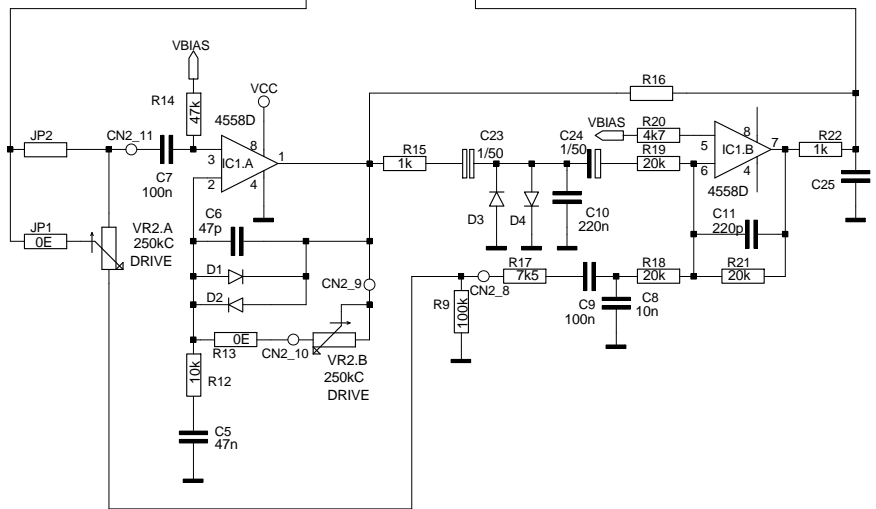 VBIAS
VCC
R14
47k
4558D
JP2
CN2_11
3
8
IC1.A
1
2
4
C7
100n
JP1
0E
VR2.A
250kC
DRIVE
C6
47p
D1
D2
CN2_9
R13
0E
CN2_10
VR2.B
250kC
DRIVE
10k
R12
C5
47n
R16
R15
1k
C23
1/50
C24
1/50
VBIAS
R20
4k7
R19
20k
5
8
IC1.B
7
6
4
4558D
R22
1k
C25
D3
D4
C10
220n
C11
220p
R17
7k5
CN2_8
R9
100k
C9
100n
C8
10n
R18
20k
R21
20k